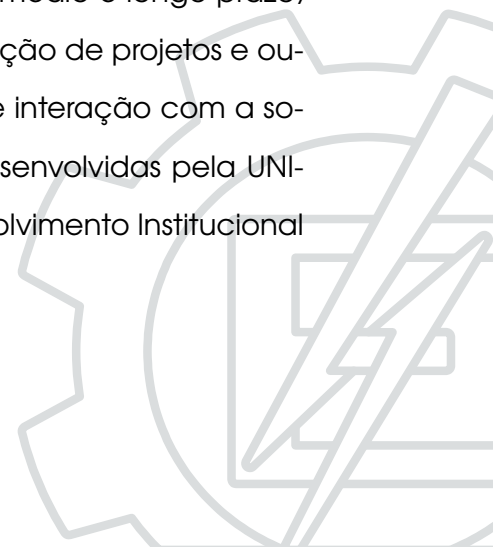 médio e longo prazo,
ção de projetos e ou-
e interação com a so-
senvolvidas pela UNI-
olvimento Institucional